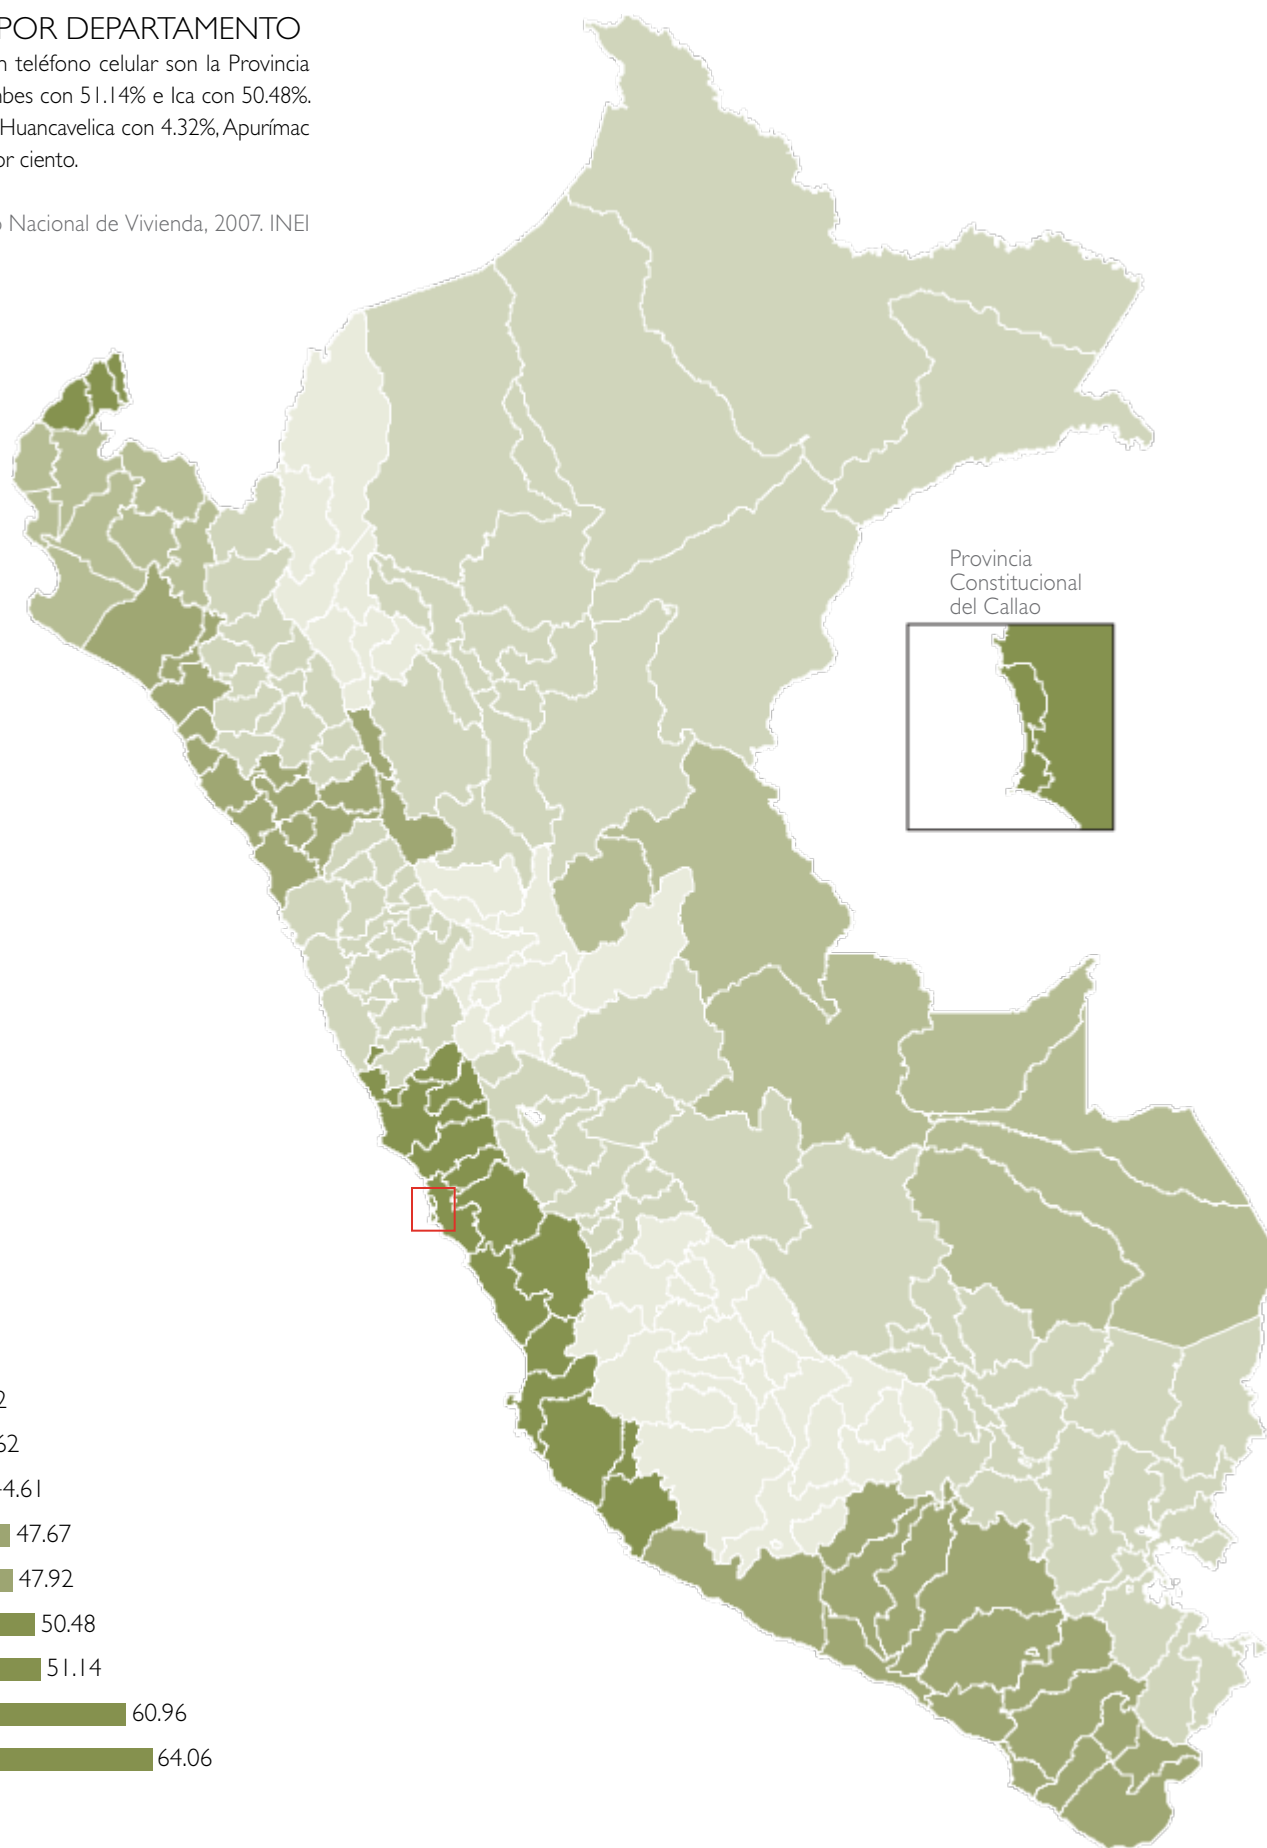 POR DEPARTAMENTO
teléfono celular son la Provincia
con 51.14% e Ica con 50.48%.
Huancavelica con 4.32%, Apurímac
ciento.
Nacional de Vivienda, 2007. INEI
Provincia
Constitucional
del Callao
47.67
47.92
50.48
51.14
60.96
64.06